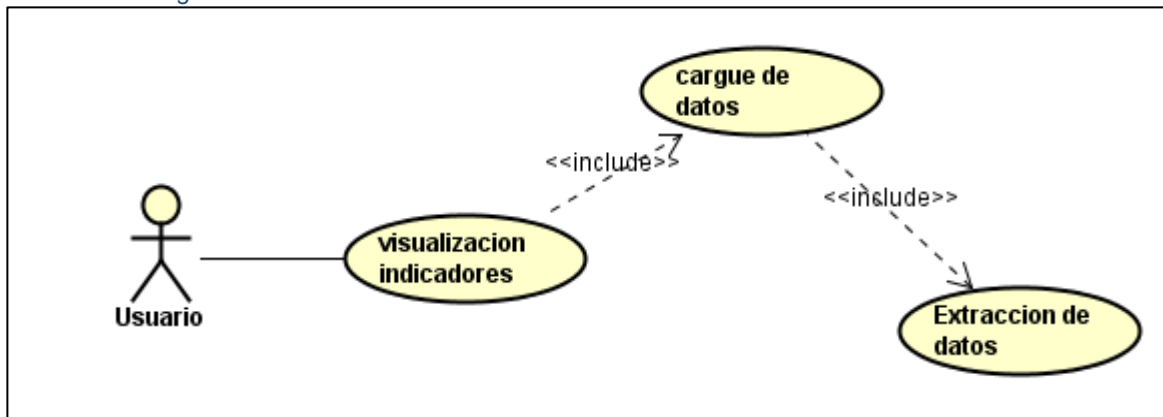 cargue de
datos
<<include>>
<<include>>
visualizacion
indicadores
Usuario
Extraccion de
datos